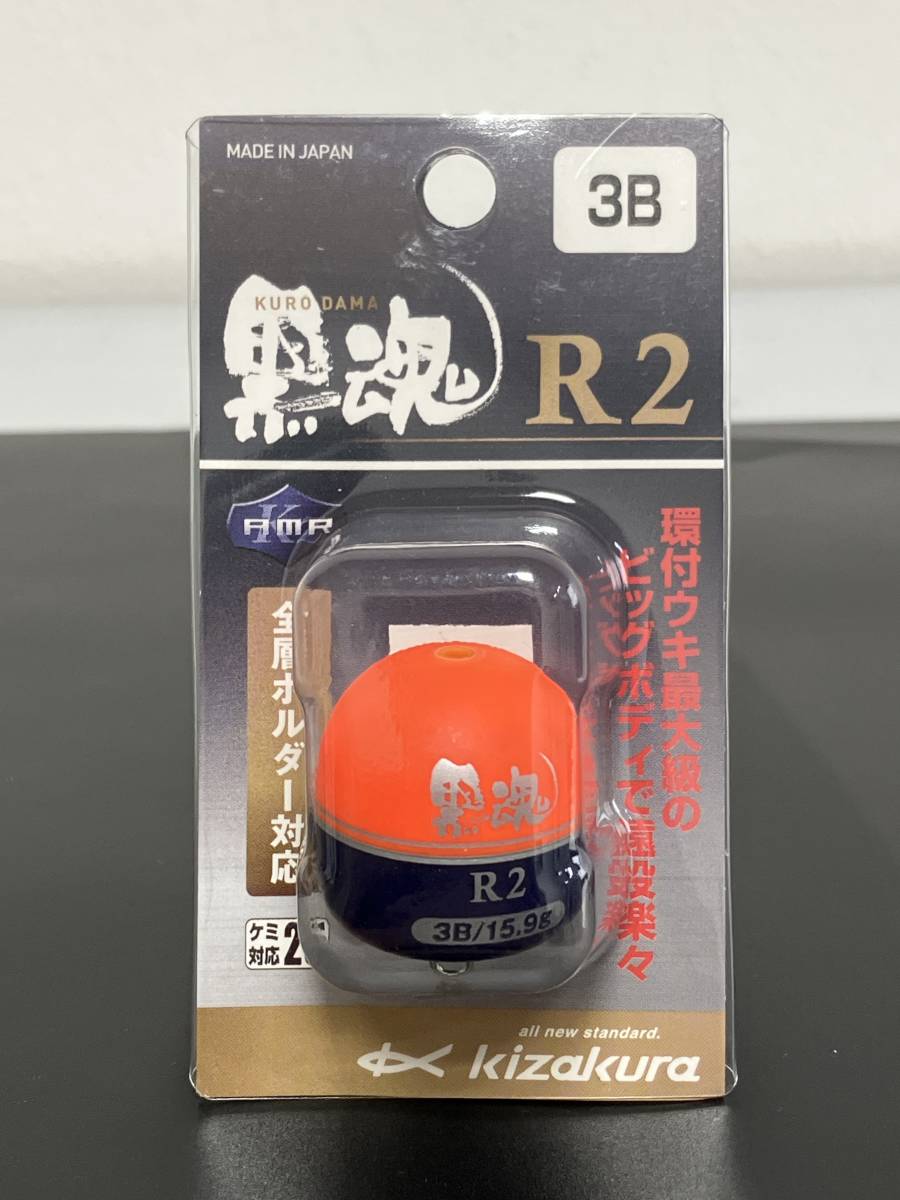 MADE IN JAPAN
3B
KURO DAMA
黒魂
R2
K
AMR
環付ウキ最大級の
ビッグボディで遠投楽々
全層ホルダー対応
黒魂
R2
3B/15.9g
ケミ
対応
2
all new standard.
kizakura